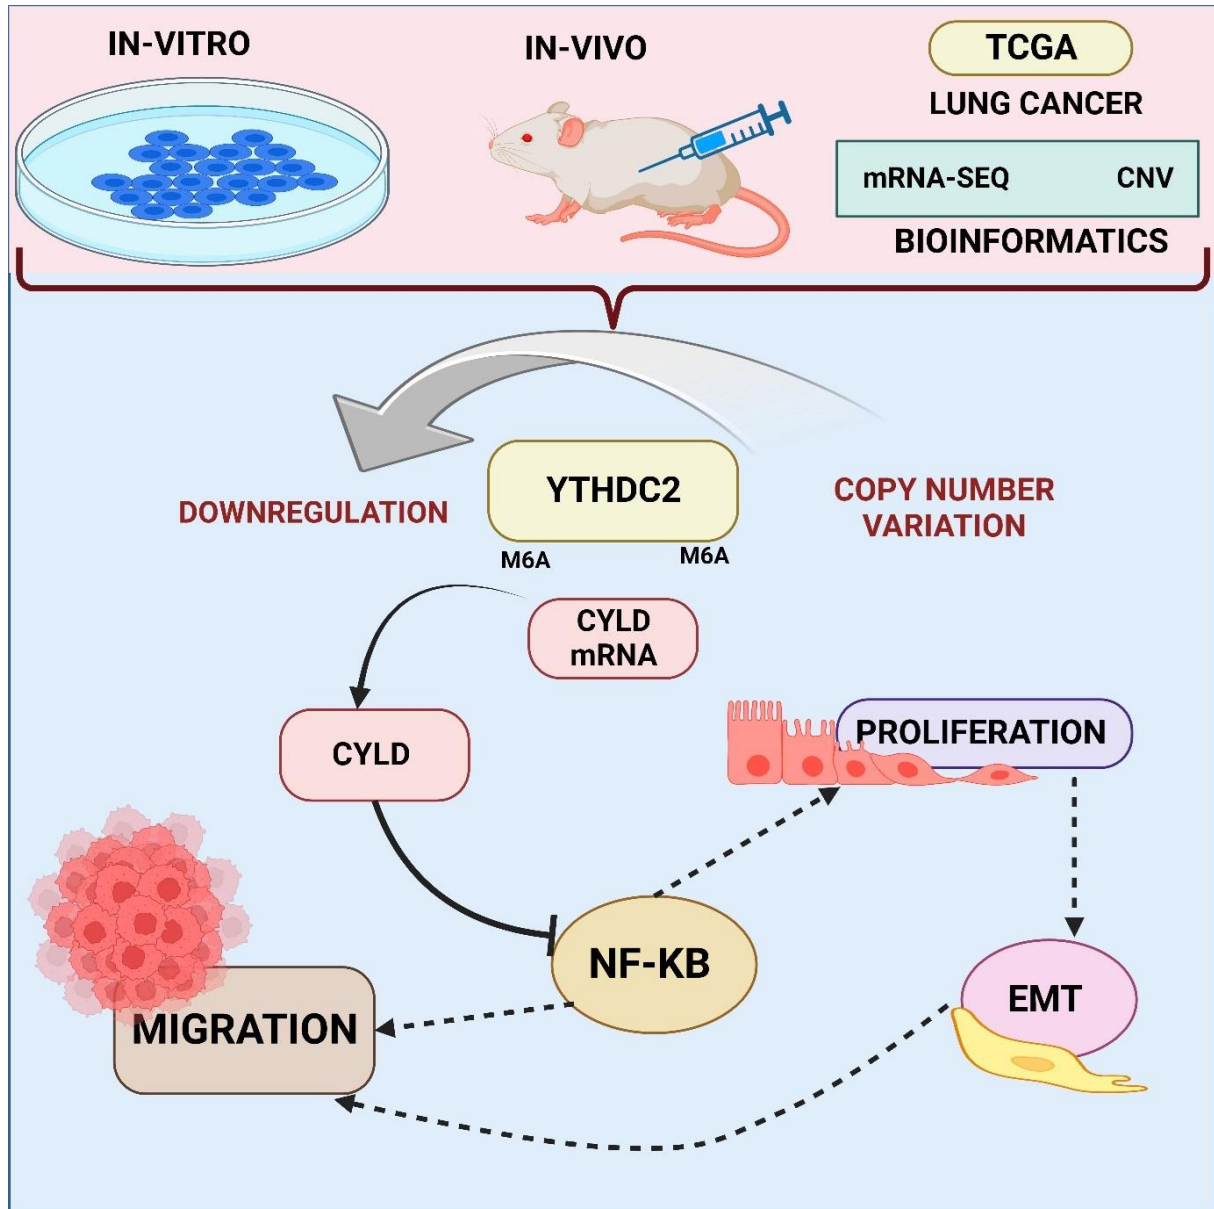 IN-VITRO
IN-VIVO
TCGA
LUNG CANCER
mRNA-SEQ
CNV
BIOINFORMATICS
DOWNREGULATION
YTHDC2
COPY NUMBER
VARIATION
M6A
M6A
CYLD
mRNA
CYLD
PROLIFERATION
NF-KB
EMT
MIGRATION